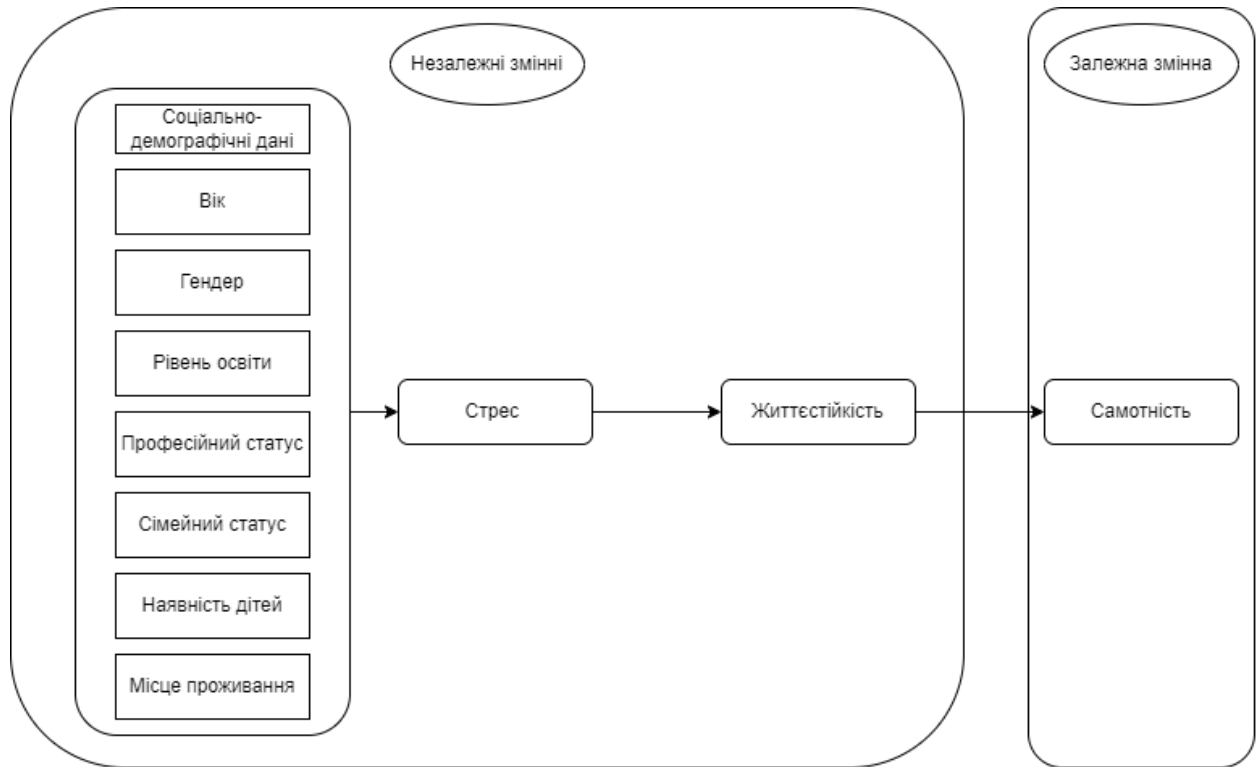 Незалежні змінні
Залежна змінна
Соціально-
демографічні дані
Вік
Гендер
Рівень освіти
Професійний статус
Сімейний статус
Наявність дітей
Місце проживання
Стрес
Життєстійкість
Самотність